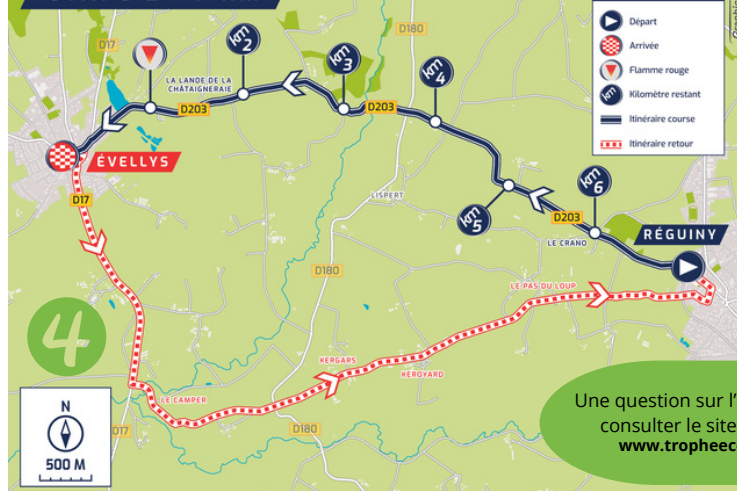 D17
km 2
D180
km 3
km 4
LA LANDE DE LA
CHÂTAIGNERAIE
D203
D203
ÉVELLYS
D17
LISPERT
km 5
km 6
D203
LE CRANO
RÉGUINY
D180
LE PAS DU LOUP
4
KERGARS
KEROYARD
LE CAMPER
D17
D180
N
500 M
Départ
Arrivée
Flamme rouge
km
Kilomètre restant
Itinéraire course
Itinéraire retour
Une question sur l'
consulter le site
www.tropheec